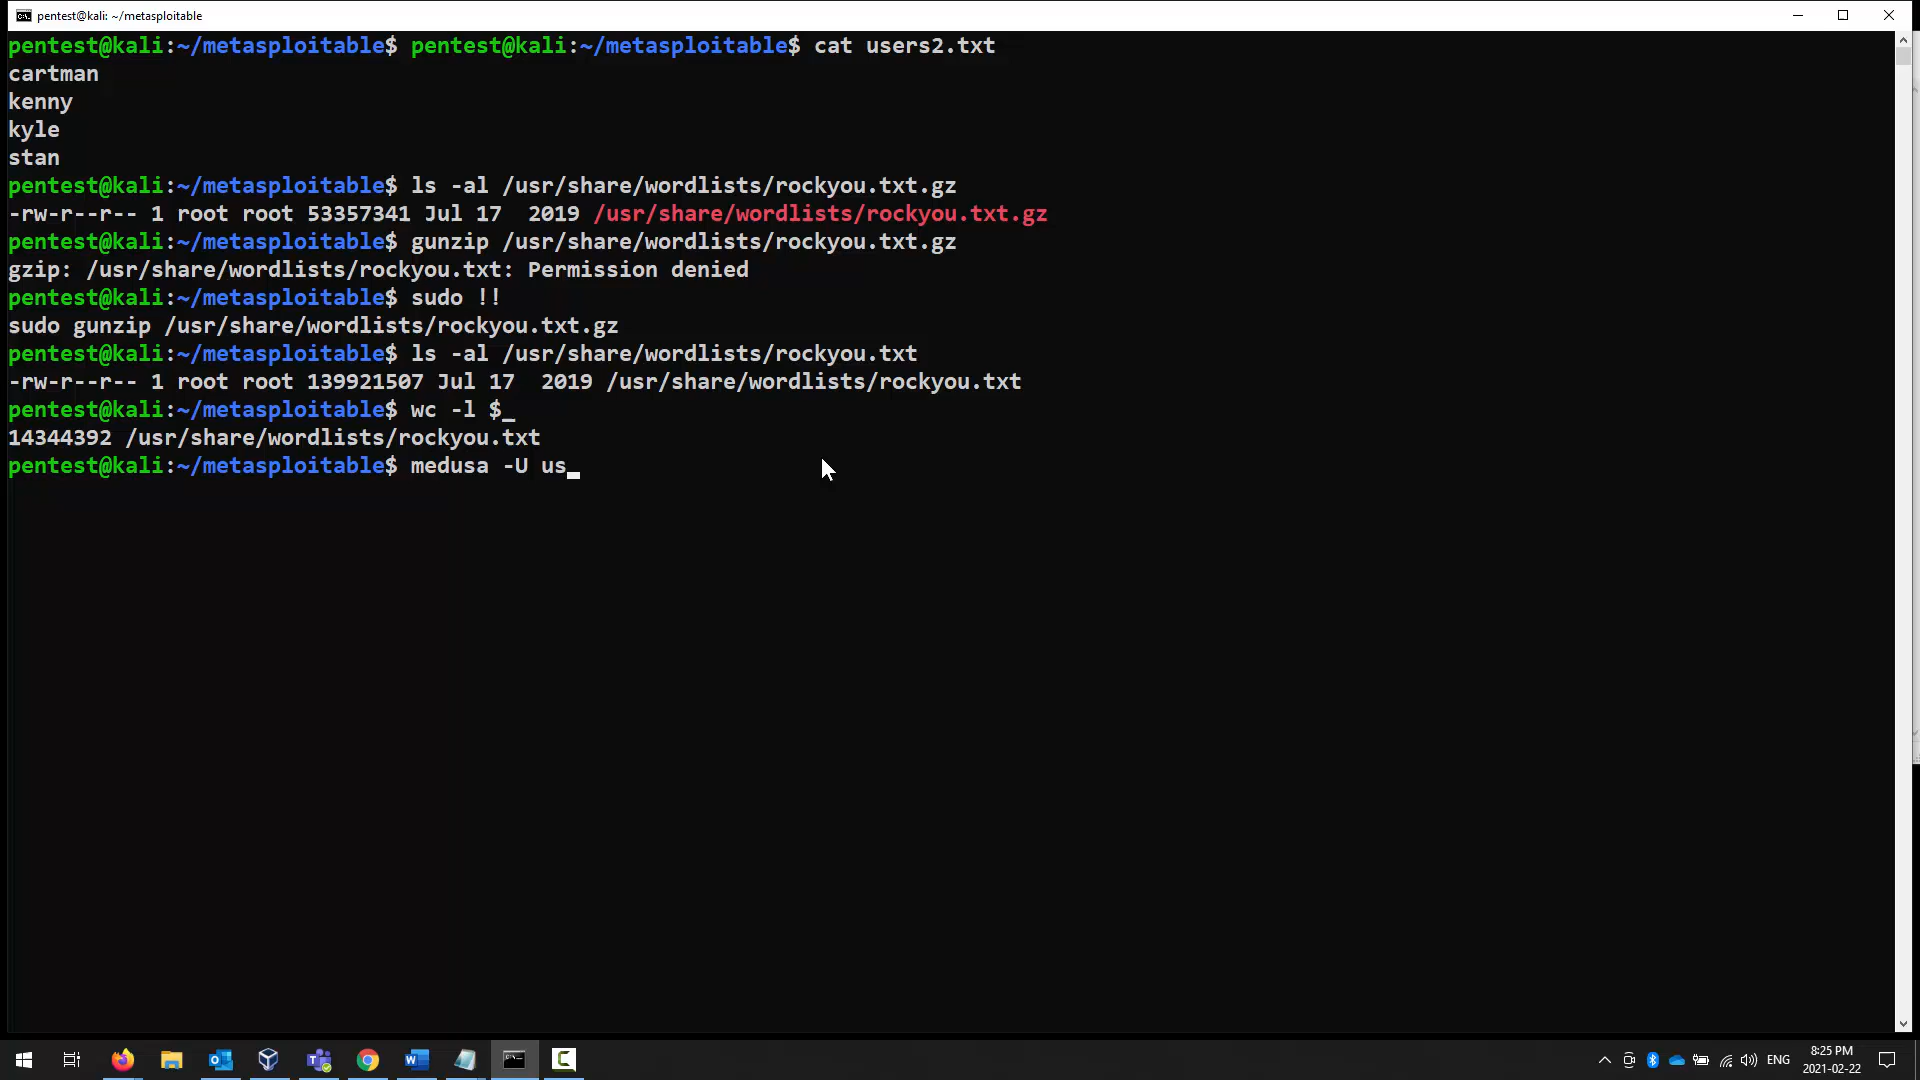 pentest@kali: ~/metasploitable
pentest@kali:~/metasploitable$ pentest@kali:~/metasploitable$ cat users2.txt
cartman
kenny
kyle
stan
pentest@kali:~/metasploitable$ ls -al /usr/share/wordlists/rockyou.txt.gz
-rw-r--r-- 1 root root 53357341 Jul 17  2019 /usr/share/wordlists/rockyou.txt.gz
pentest@kali:~/metasploitable$ gunzip /usr/share/wordlists/rockyou.txt.gz
gzip: /usr/share/wordlists/rockyou.txt: Permission denied
pentest@kali:~/metasploitable$ sudo !!
sudo gunzip /usr/share/wordlists/rockyou.txt.gz
pentest@kali:~/metasploitable$ ls -al /usr/share/wordlists/rockyou.txt
-rw-r--r-- 1 root root 139921507 Jul 17  2019 /usr/share/wordlists/rockyou.txt
pentest@kali:~/metasploitable$ wc -l $_
14344392 /usr/share/wordlists/rockyou.txt
pentest@kali:~/metasploitable$ medusa -U us
ENG
8:25 PM
2021-02-22